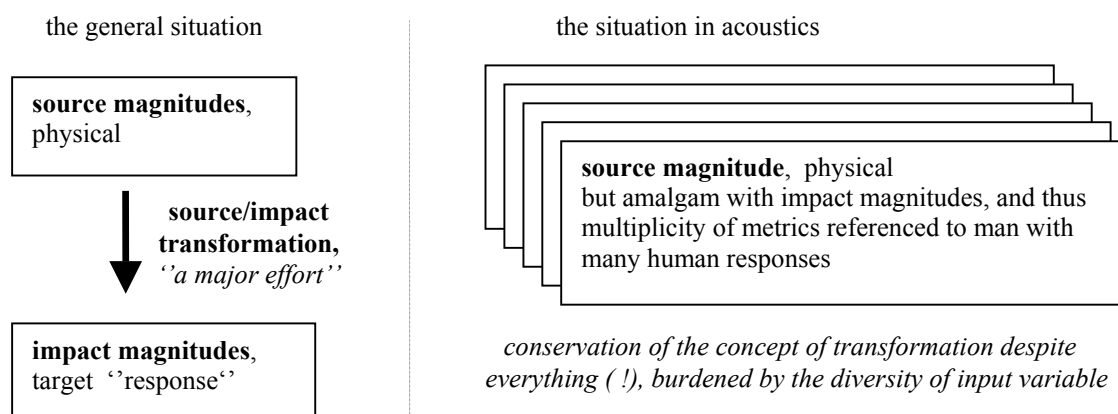 the general situation
source magnitudes,
physical
source/impact
transformation,
‘’a major effort’’
impact magnitudes,
target ‘’response‘’
the situation in acoustics
source magnitude, physical
but amalgam with impact magnitudes, and thus
multiplicity of metrics referenced to man with
many human responses
conservation of the concept of transformation despite
everything ( !), burdened by the diversity of input variable